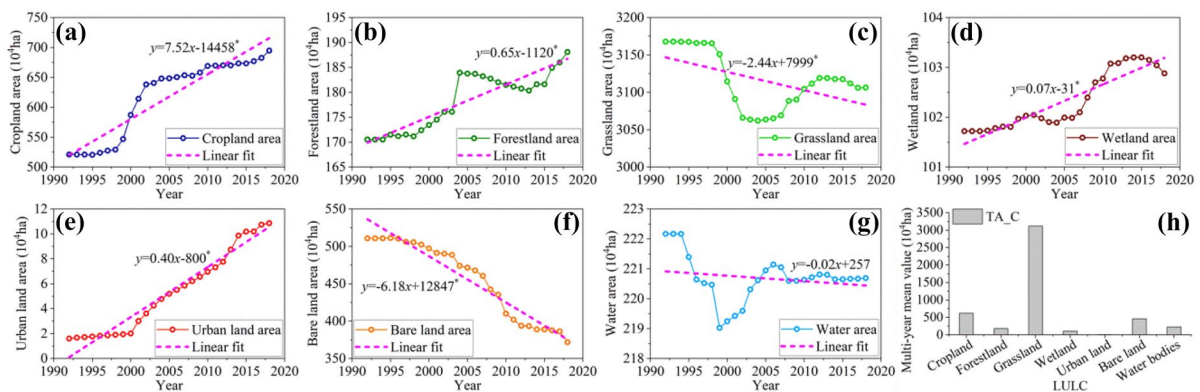 (a)
Cropland area (10⁴ha)
750
700
650
600
550
500
y=7.52x-14458*
Cropland area
Linear fit
1990 1995 2000 2005 2010 2015 2020
Year
(b)
Forestland area (10⁴ha)
195
190
185
180
175
170
165
y=0.65x-1120*
Forestland area
Linear fit
1990 1995 2000 2005 2010 2015 2020
Year
(c)
Grassland area (10⁴ha)
3200
3150
3100
3050
3000
y=-2.44x+7999*
Grassland area
Linear fit
1990 1995 2000 2005 2010 2015 2020
Year
(d)
Wetland area (10⁴ha)
104
103
102
101
y=0.07x-31*
Wetland area
Linear fit
1990 1995 2000 2005 2010 2015 2020
Year
(e)
Urban land area (10⁴ha)
12
10
8
6
4
2
0
y=0.40x-800*
Urban land area
Linear fit
1990 1995 2000 2005 2010 2015 2020
Year
(f)
Bare land area (10⁴ha)
550
500
450
400
350
y=-6.18x+12847*
Bare land area
Linear fit
1990 1995 2000 2005 2010 2015 2020
Year
(g)
Water area (10⁴ha)
223
222
221
220
219
218
y=-0.02x+257
Water area
Linear fit
1990 1995 2000 2005 2010 2015 2020
Year
(h)
Multi-year mean value (10⁴ha)
3500
3000
2500
2000
1500
1000
500
0
TA_C
Cropland
Forestland
Grassland
Wetland
Urban land
Bare land
Water bodies
LULC